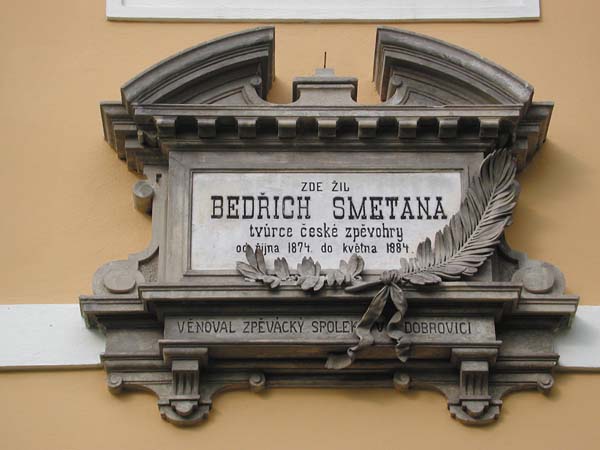 ZDE ŽIL
BEDŘICH SMETANA
tvůrce české zpěvohry
od října 1874. do května 1884.
VĚNOVAL ZPĚVÁCKÝ SPOLEK V DOBROVICI